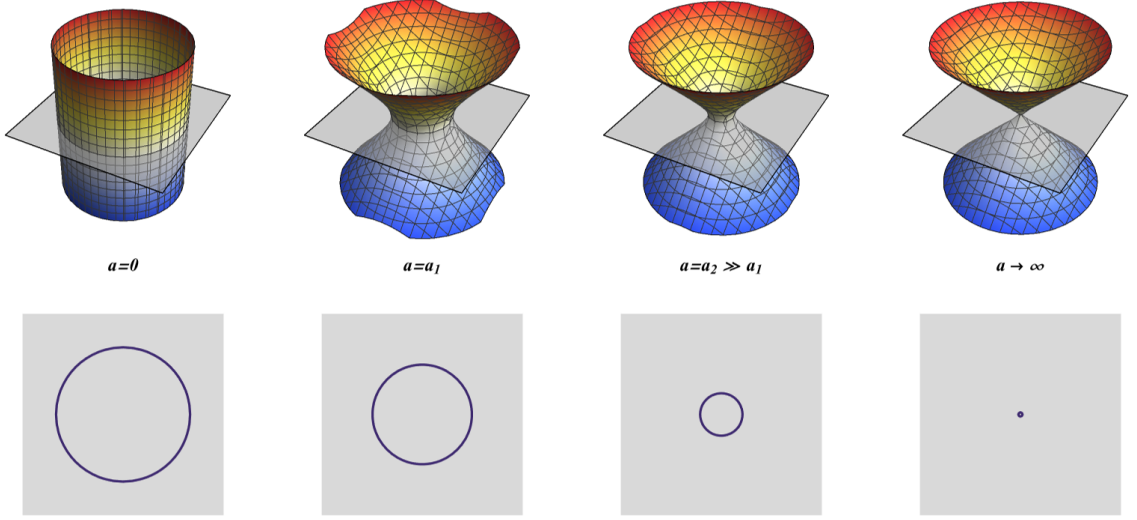 a=0
a=a₁
a=a₂ ≫ a₁
a → ∞